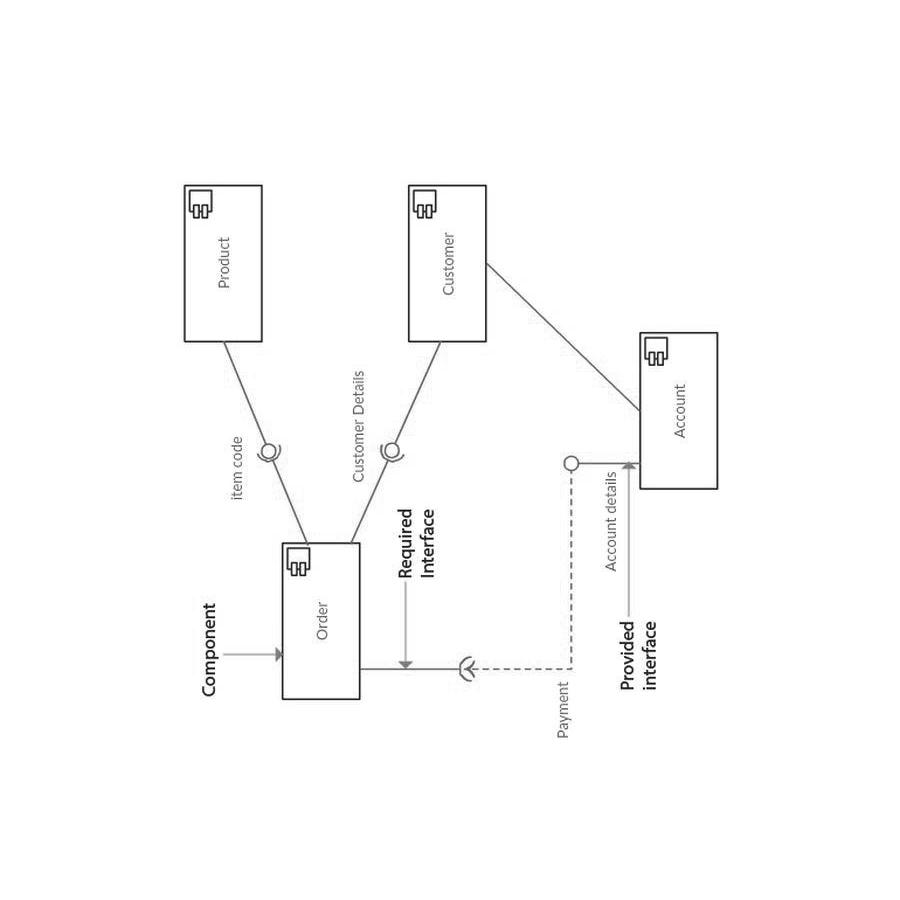 Product
Customer
Account
item code
Customer Details
Required
Interface
Account details
Component
Order
Provided
interface
Payment